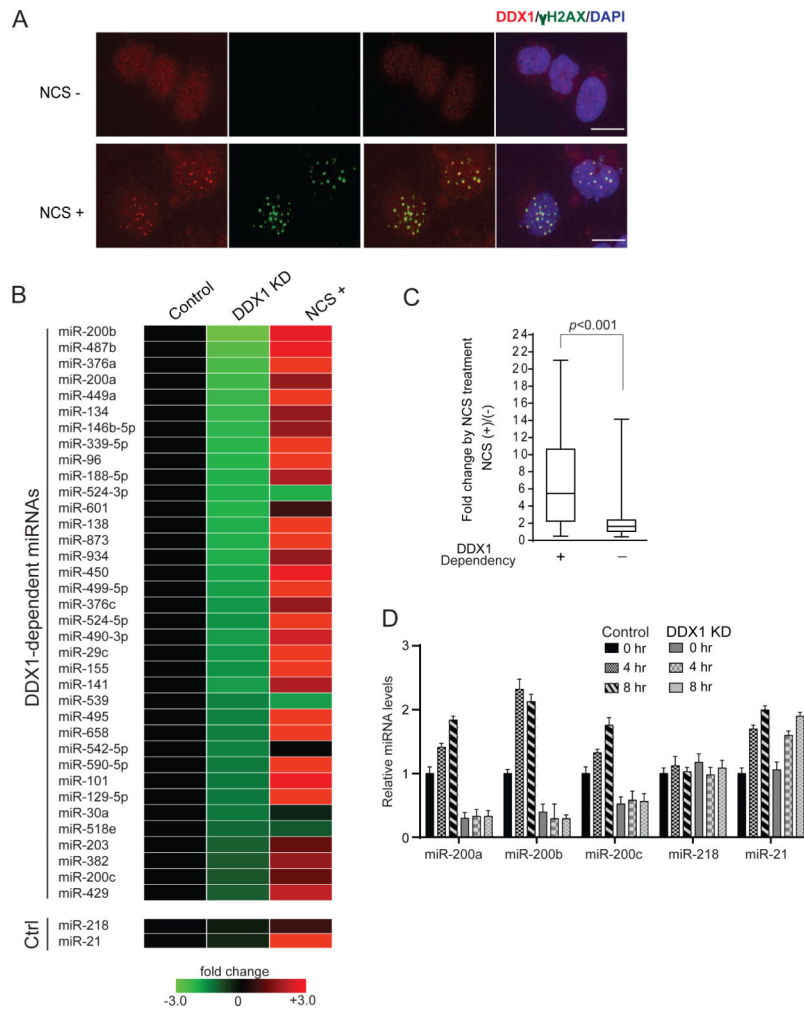 A
DDX1/γH2AX/DAPI
NCS -
NCS +
B
Control
DDX1 KD
NCS +
DDX1-dependent miRNAs
miR-200b
miR-487b
miR-376a
miR-200a
miR-449a
miR-134
miR-146b-5p
miR-339-5p
miR-96
miR-188-5p
miR-524-3p
miR-601
miR-138
miR-873
miR-934
miR-450
miR-499-5p
miR-376c
miR-524-5p
miR-490-3p
miR-29c
miR-155
miR-141
miR-539
miR-495
miR-658
miR-542-5p
miR-590-5p
miR-101
miR-129-5p
miR-30a
miR-518e
miR-203
miR-382
miR-200c
miR-429
Ctrl
miR-218
miR-21
fold change
-3.0 0 +3.0
C
p<0.001
Fold change by NCS treatment
NCS (+)/(-)
24
22
20
18
16
14
12
10
8
6
4
2
0
DDX1
Dependency
+ −
D
Relative miRNA levels
3
2
1
0
Control DDX1 KD
0 hr 0 hr
4 hr 4 hr
8 hr 8 hr
miR-200a miR-200b miR-200c miR-218 miR-21